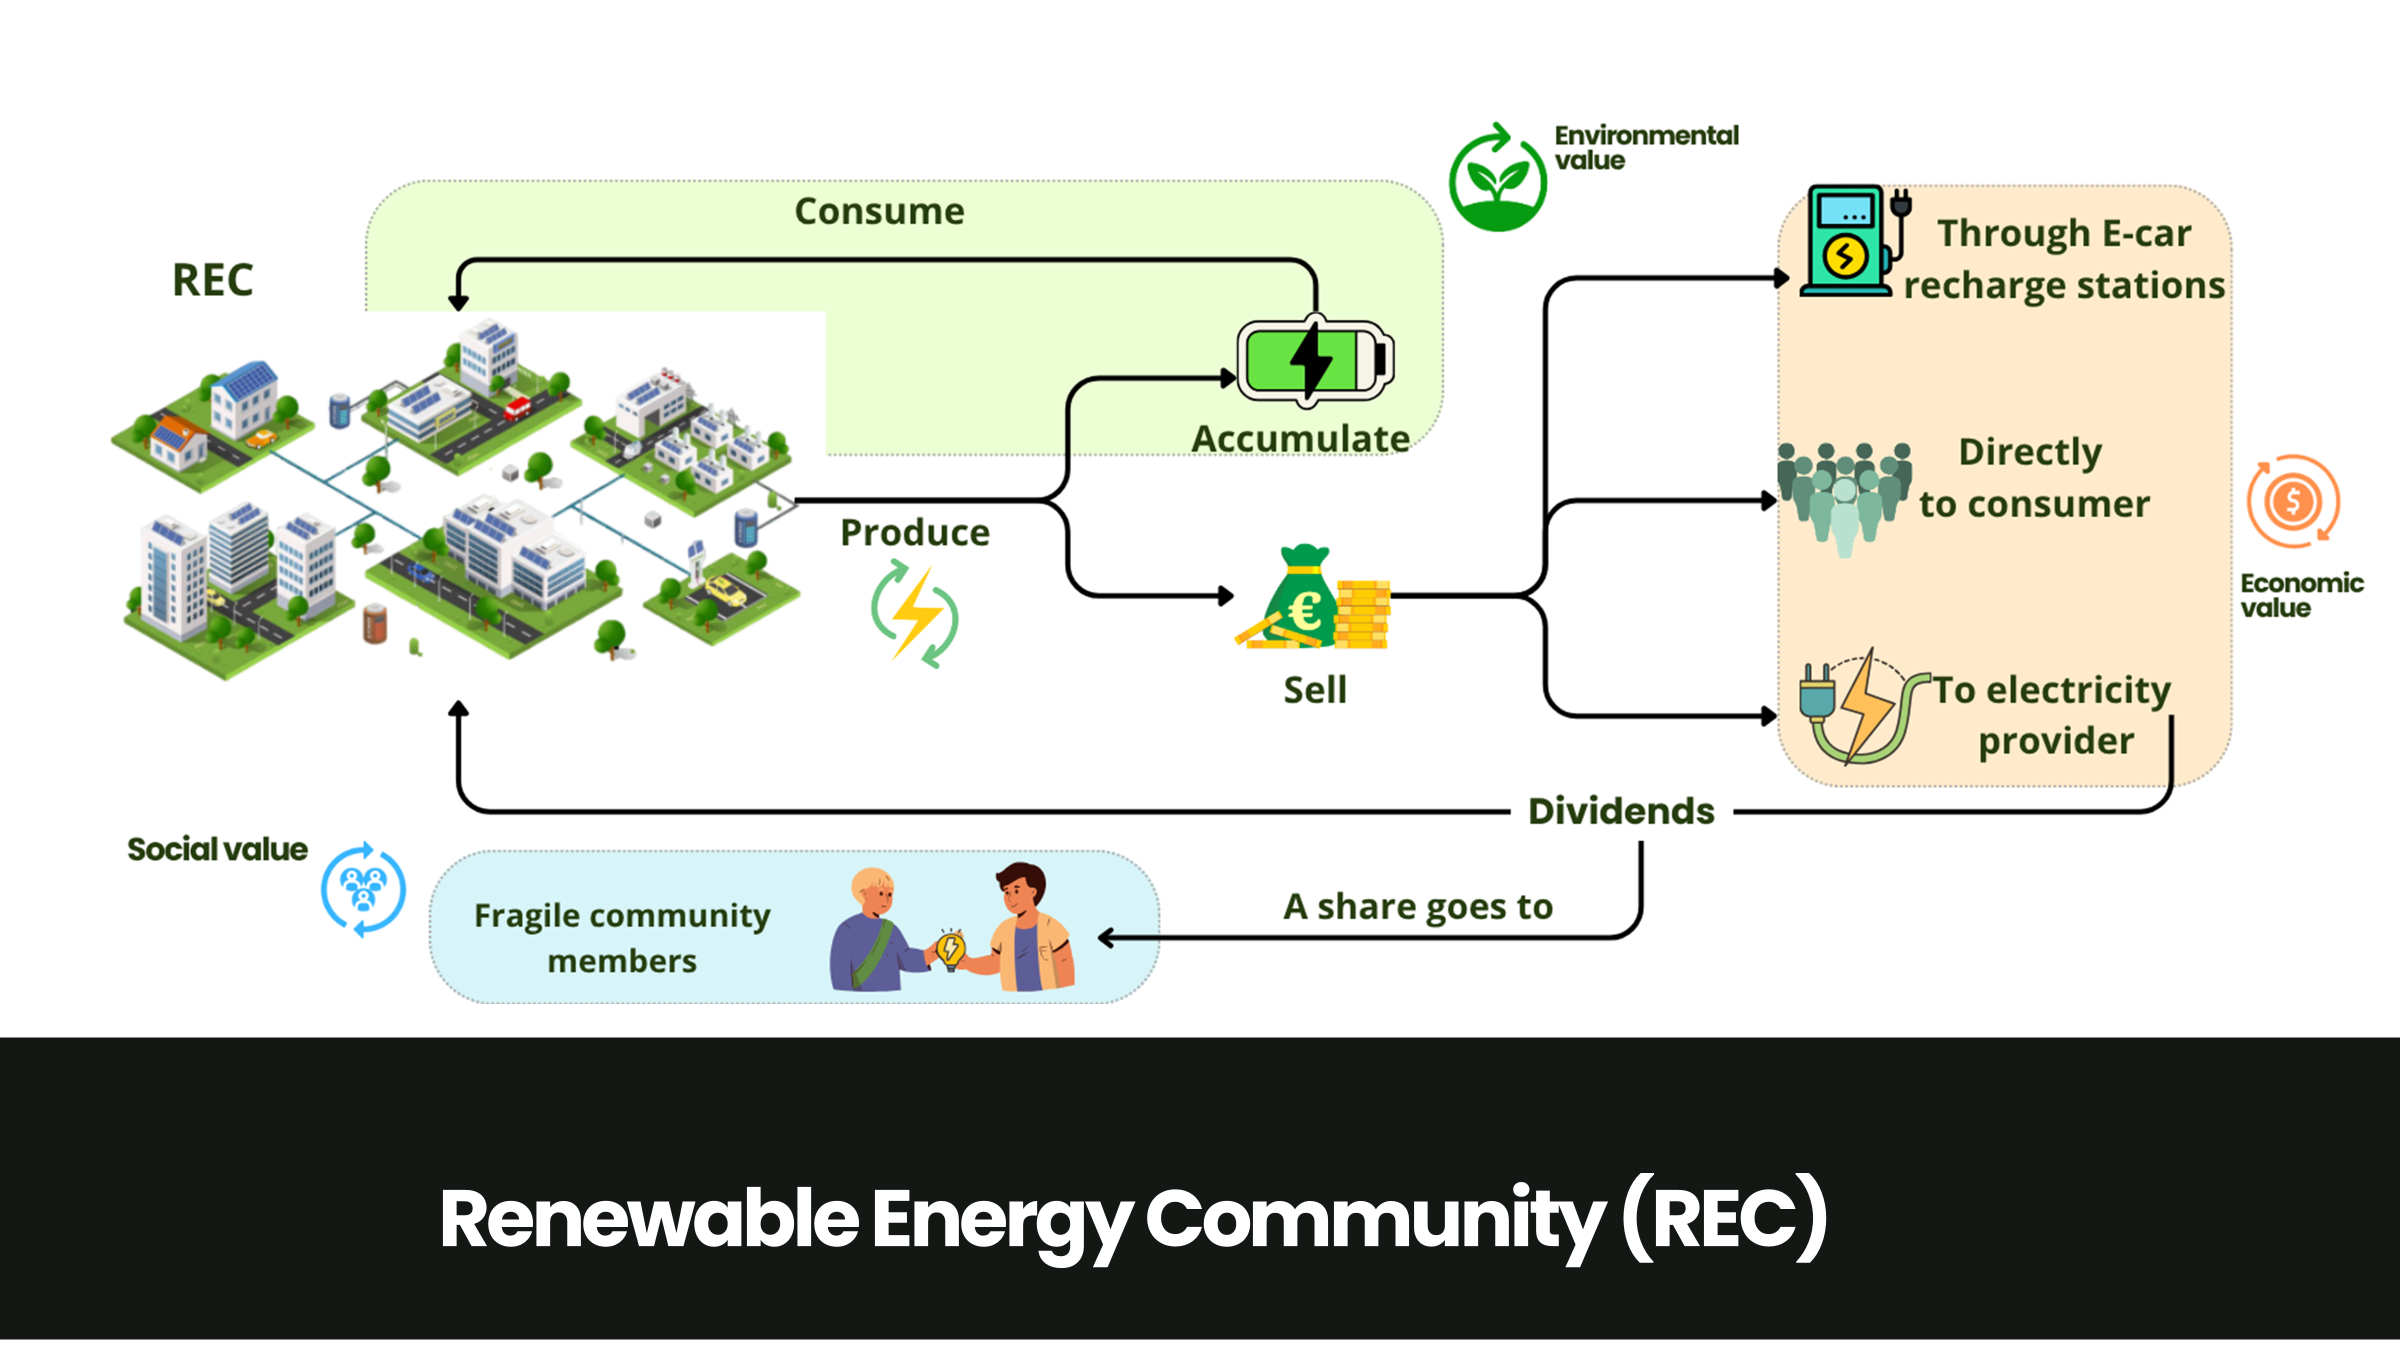 Environmental
value
Consume
Through E-car
recharge stations
REC
Accumulate
Directly
to consumer
Produce
Economic
value
€
Sell
To electricity
provider
Dividends
Social value
A share goes to
Fragile community
members
Renewable Energy Community (REC)
$